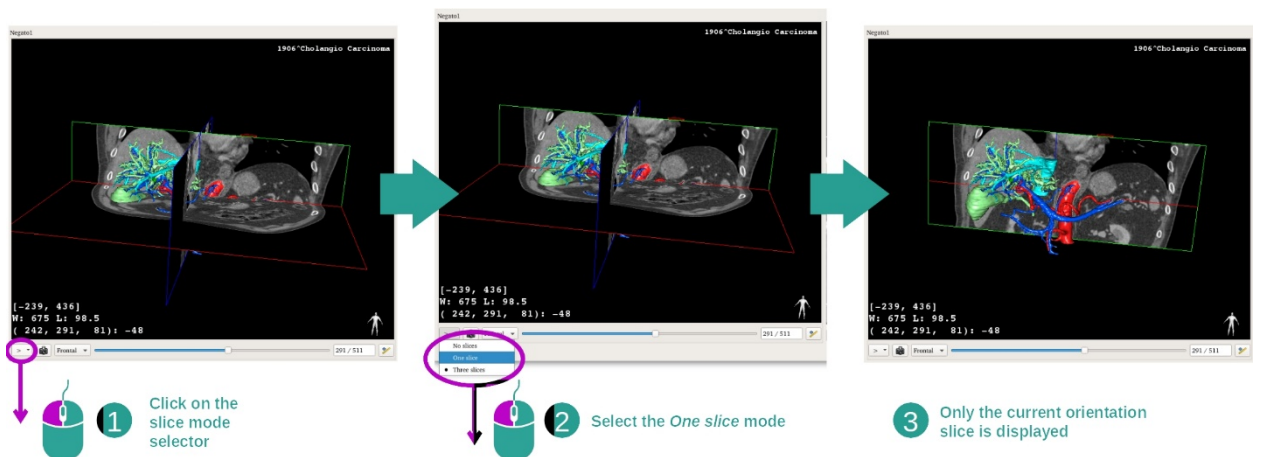 Negato1
1906^Cholangio Carcinoma
[-239, 436]
W: 675 L: 98.5
( 242, 291,  81): -48
> Frontal 291 / 511
1
Click on the
slice mode
selector
Negato1
1906^Cholangio Carcinoma
[-239, 436]
W: 675 L: 98.5
( 242, 291,  81): -48
Frontal 291 / 511
No slices
One slice
• Three slices
2
Select the One slice mode
Negato1
1906^Cholangio Carcinoma
[-239, 436]
W: 675 L: 98.5
( 242, 291,  81): -48
> Frontal 291 / 511
3
Only the current orientation
slice is displayed